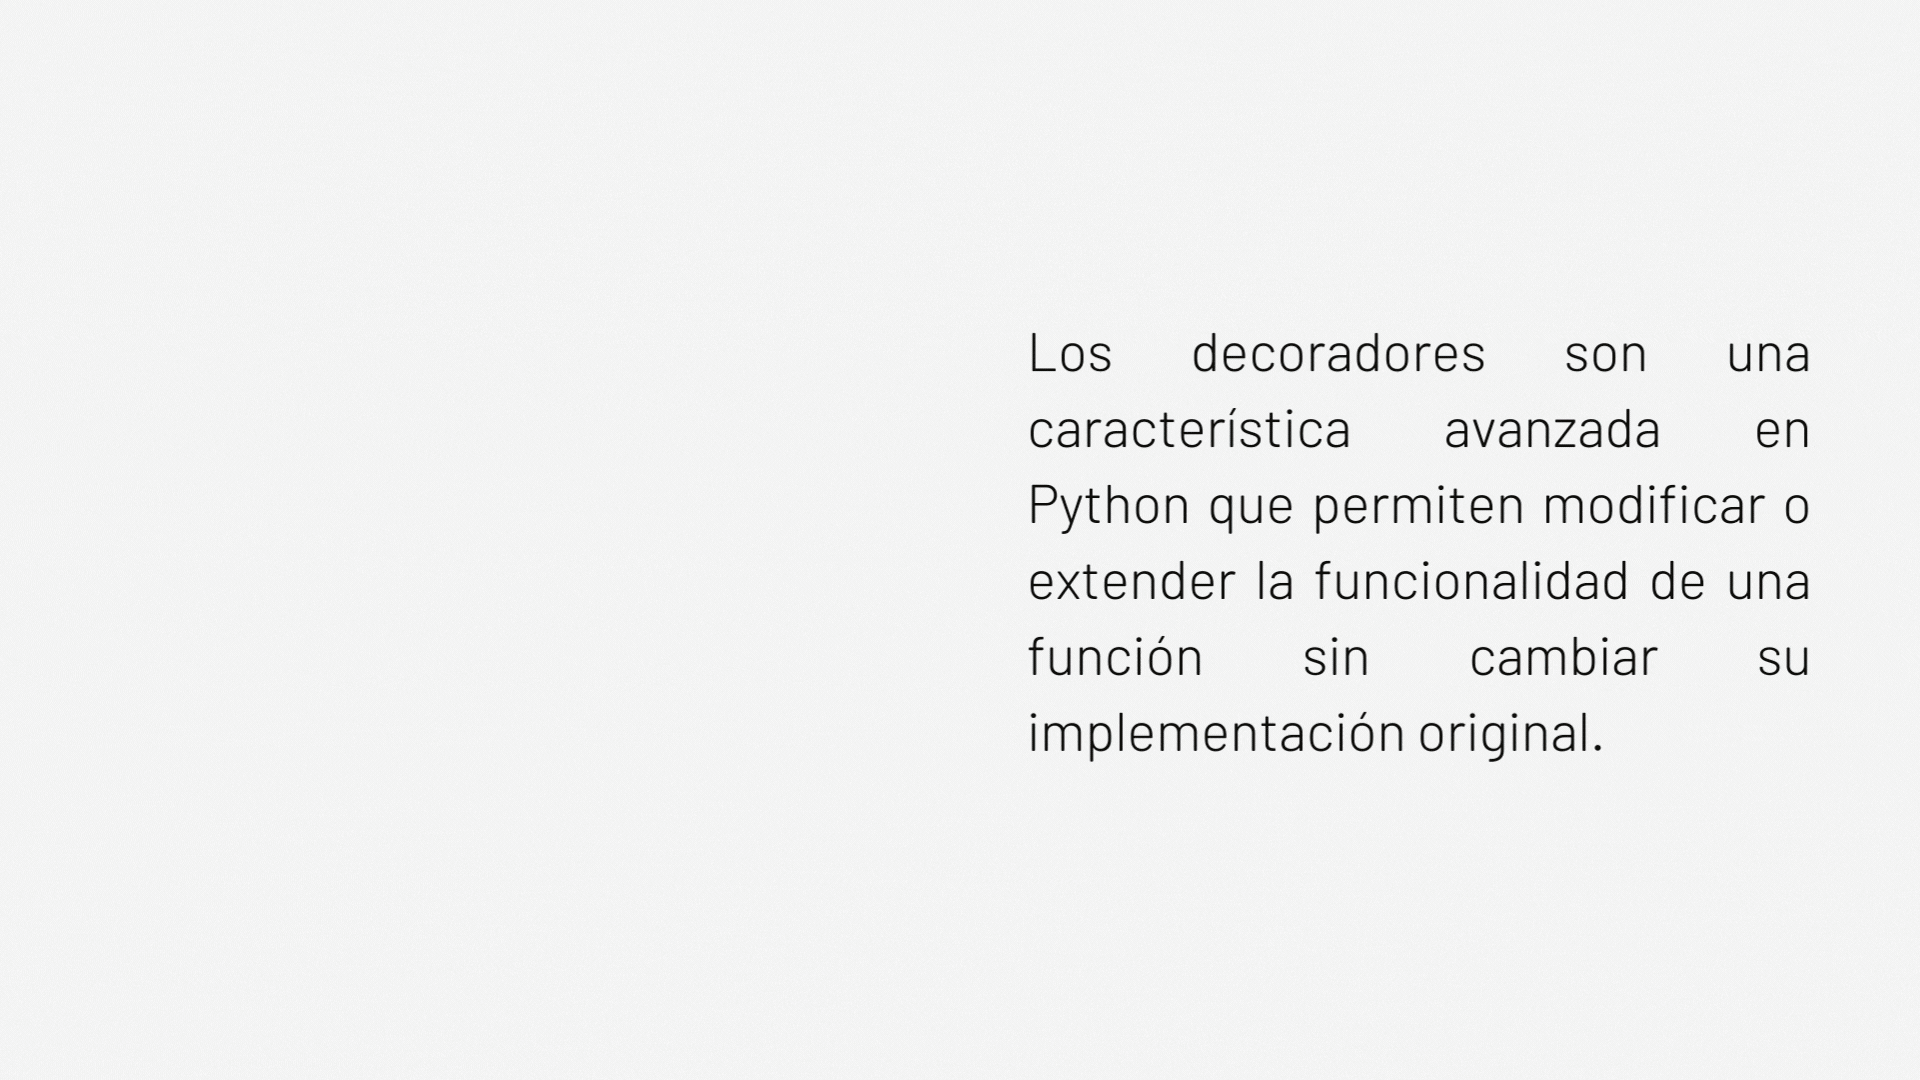 Los decoradores son una
característica avanzada en
Python que permiten modificar o
extender la funcionalidad de una
función sin cambiar su
implementación original.